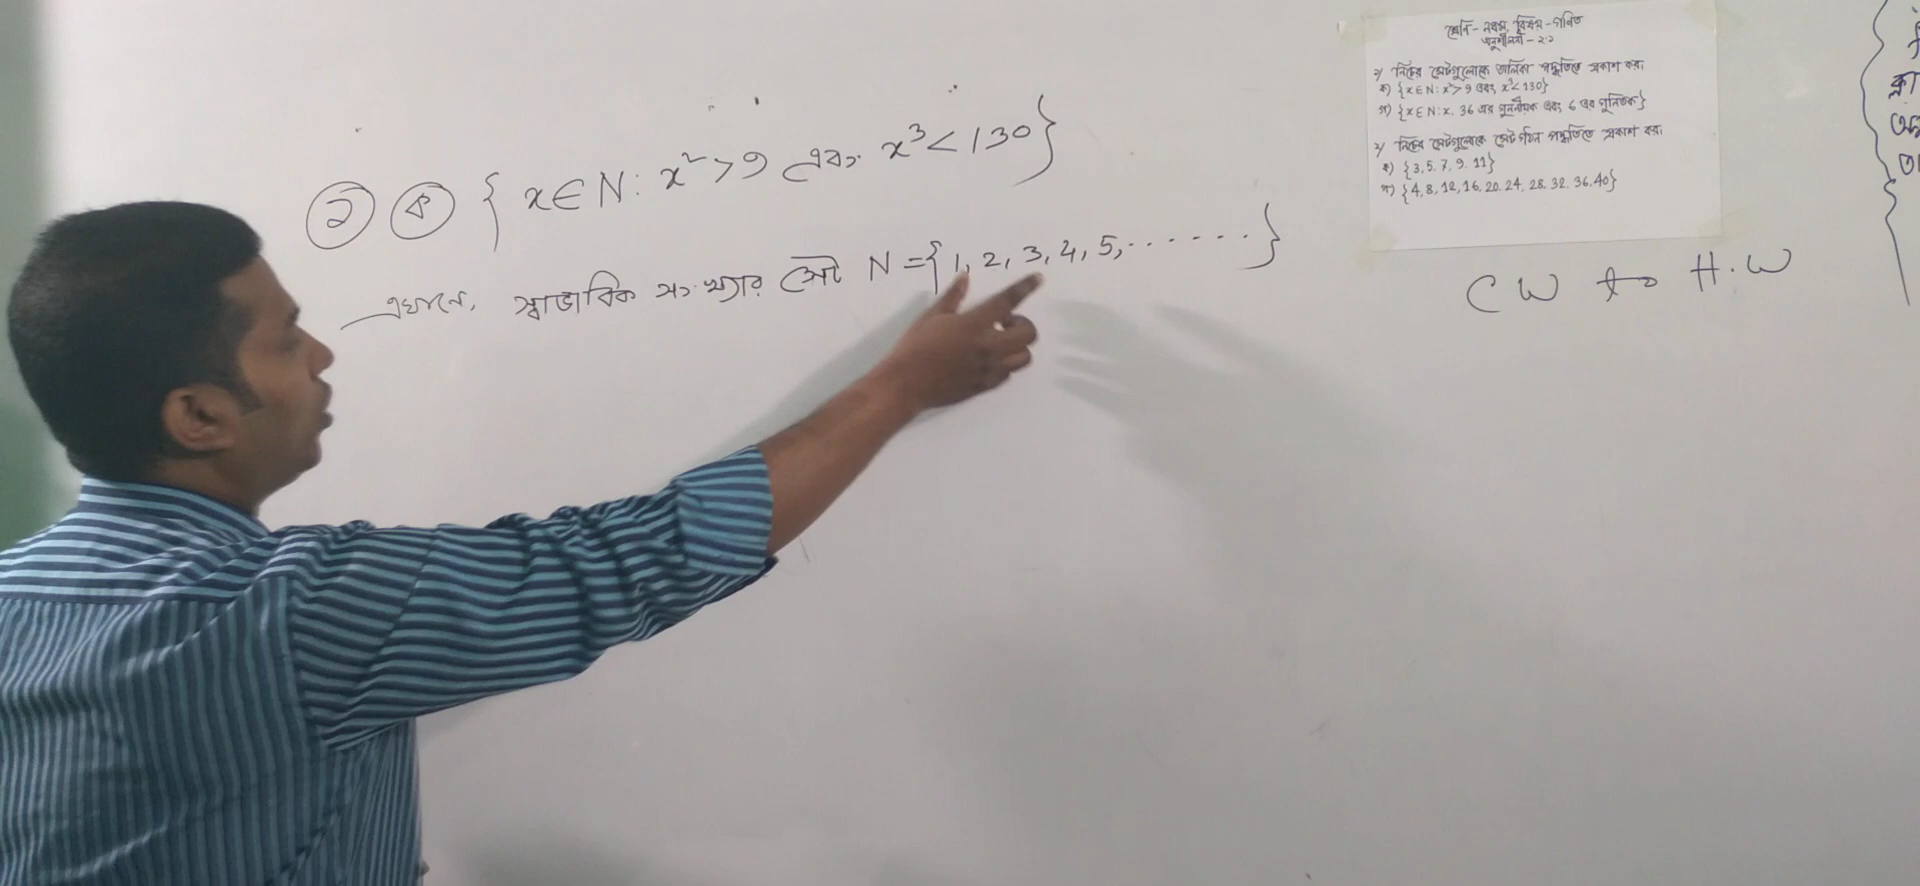 ১ ক { x ∈ N : x² > 9 এবং x³ < 130 }
এখানে, স্বাভাবিক সংখ্যার সেট N = { 1, 2, 3, 4, 5, ······ }
শ্রেণি - নবম, বিষয় - গণিত
অনুশীলনী - ২.১
১/ নিচের সেটগুলোকে তালিকা পদ্ধতিতে প্রকাশ কর।
ক) {x ∈ N : x² > 9 এবং x³ < 130}
গ) {x ∈ N : x, 36 এর গুননীয়ক এবং 6 এর গুনিতক}
২/ নিচের সেটগুলোকে সেট গঠন পদ্ধতিতে প্রকাশ কর।
ক) {3, 5, 7, 9, 11}
গ) {4, 8, 12, 16, 20, 24, 28, 32, 36, 40}
CW to H.W